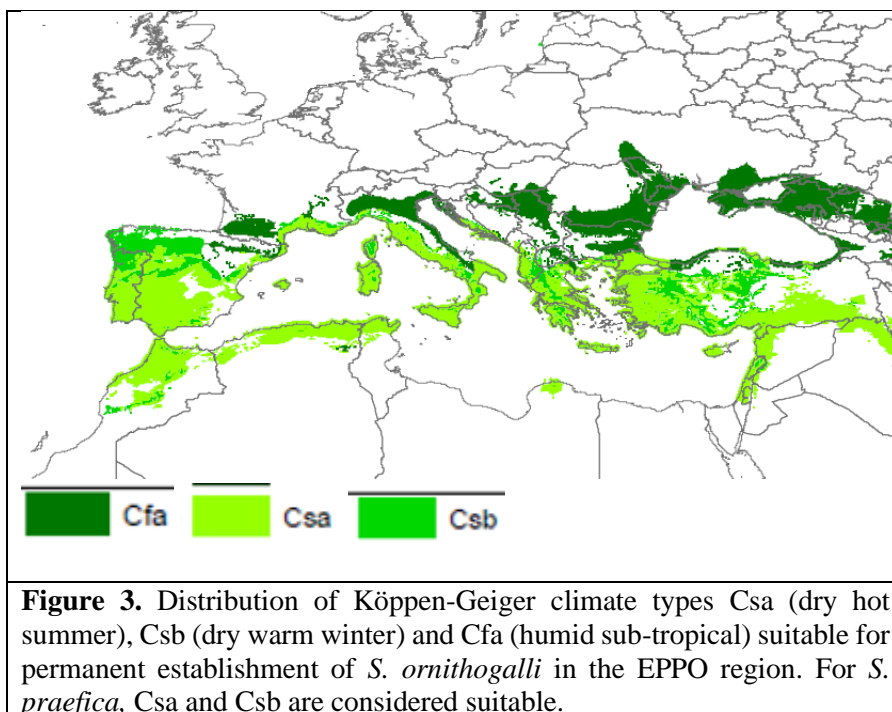 Cfa Csa Csb
Figure 3. Distribution of Köppen-Geiger climate types Csa (dry hot
summer), Csb (dry warm winter) and Cfa (humid sub-tropical) suitable for
permanent establishment of S. ornithogalli in the EPPO region. For S.
praefica, Csa and Csb are considered suitable.